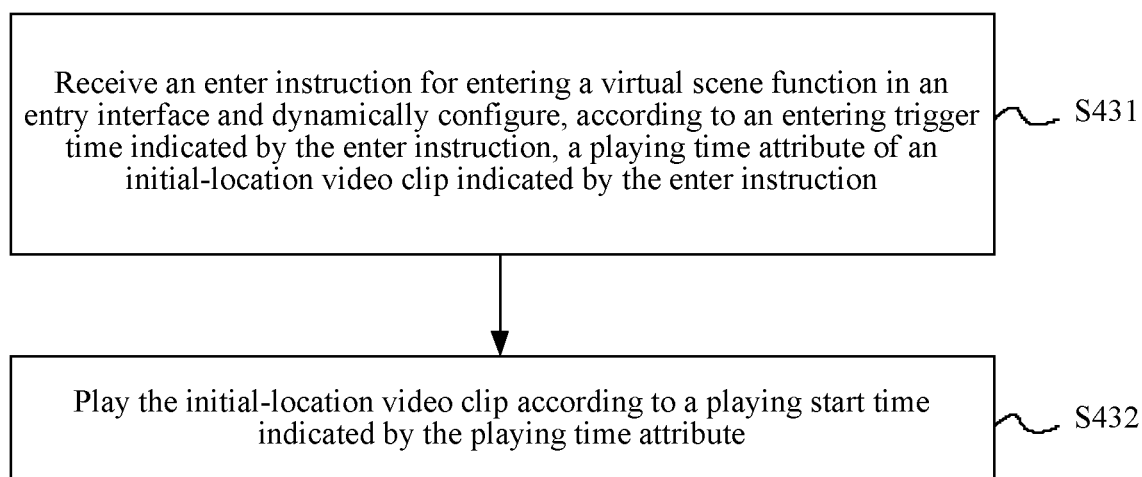 Receive an enter instruction for entering a virtual scene function in an
entry interface and dynamically configure, according to an entering trigger
time indicated by the enter instruction, a playing time attribute of an
initial-location video clip indicated by the enter instruction
S431
Play the initial-location video clip according to a playing start time
indicated by the playing time attribute
S432